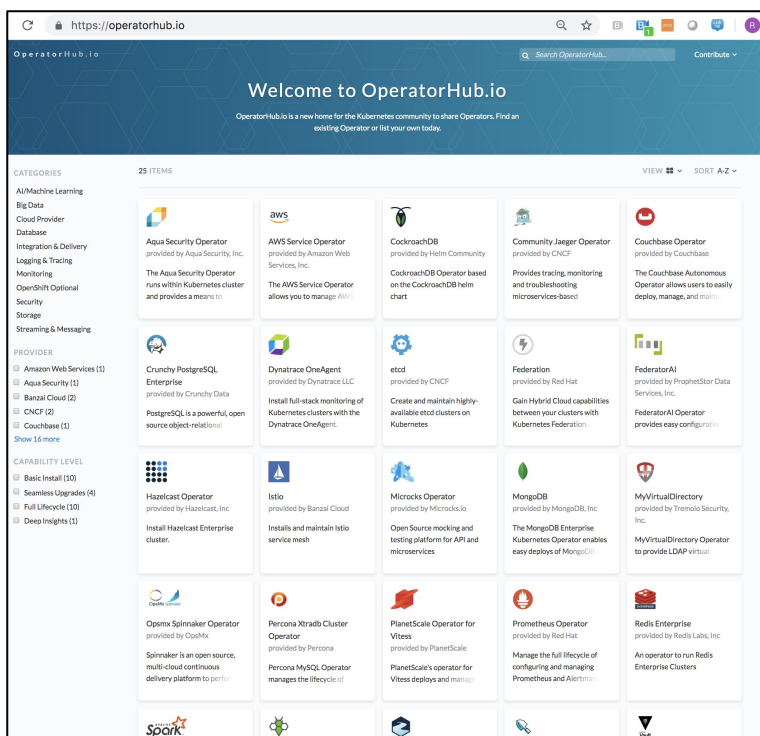 https://operatorhub.io
1
R
OperatorHub.io
Search OperatorHub...
Contribute
Welcome to OperatorHub.io
OperatorHub.io is a new home for the Kubernetes community to share Operators. Find an
existing Operator or list your own today.
CATEGORIES
AI/Machine Learning
Big Data
Cloud Provider
Database
Integration & Delivery
Logging & Tracing
Monitoring
OpenShift Optional
Security
Storage
Streaming & Messaging
PROVIDER
Amazon Web Services (1)
Aqua Security (1)
Banzai Cloud (2)
CNCF (2)
Couchbase (1)
Show 16 more
CAPABILITY LEVEL
Basic Install (10)
Seamless Upgrades (4)
Full Lifecycle (10)
Deep Insights (1)
25 ITEMS
VIEW
SORT A-Z
Aqua Security Operator
provided by Aqua Security, Inc.
The Aqua Security Operator
runs within Kubernetes cluster
and provides a means to
aws
AWS Service Operator
provided by Amazon Web
Services, Inc.
The AWS Service Operator
allows you to manage AWS
CockroachDB
provided by Helm Community
CockroachDB Operator based
on the CockroachDB helm
chart
Community Jaeger Operator
provided by CNCF
Provides tracing, monitoring
and troubleshooting
microservices-based
Couchbase Operator
provided by Couchbase
The Couchbase Autonomous
Operator allows users to easily
deploy, manage, and
Crunchy PostgreSQL
Enterprise
provided by Crunchy Data
PostgreSQL is a powerful, open
source object-relational
Dynatrace OneAgent
provided by Dynatrace LLC
Install full-stack monitoring of
Kubernetes clusters with the
Dynatrace OneAgent.
etcd
provided by CNCF
Create and maintain highly-
available etcd clusters on
Kubernetes
Federation
provided by Red Hat
Gain Hybrid Cloud capabilities
between your clusters with
Kubernetes Federation.
FederatorAI
provided by ProphetStor Data
Services, Inc.
FederatorAI Operator
provides easy
Hazelcast Operator
provided by Hazelcast, Inc
Install Hazelcast Enterprise
cluster.
Istio
provided by Banzai Cloud
Installs and maintain Istio
service mesh
Microcks Operator
provided by Microcks.io
Open Source mocking and
testing platform for API and
microservices
MongoDB
provided by MongoDB, Inc
The MongoDB Enterprise
Kubernetes Operator enables
easy deploys of MongoDB
MyVirtualDirectory
provided by Tremolo Security,
Inc.
MyVirtualDirectory Operator
to provide LDAP virtual
OpsMx Spinnaker
Opsmx Spinnaker Operator
provided by OpsMx
Spinnaker is an open source,
multi-cloud continuous
delivery platform to
Percona Xtradb Cluster
Operator
provided by Percona
Percona MySQL Operator
manages the lifecycle of
PlanetScale Operator for
Vitess
provided by PlanetScale
PlanetScale's operator for
Vitess deploys and
Prometheus Operator
provided by Red Hat
Manage the full lifecycle of
configuring and managing
Prometheus and
Redis Enterprise
provided by Redis Labs, Inc
An operator to run Redis
Enterprise Clusters
APACHE
Spark
Vault